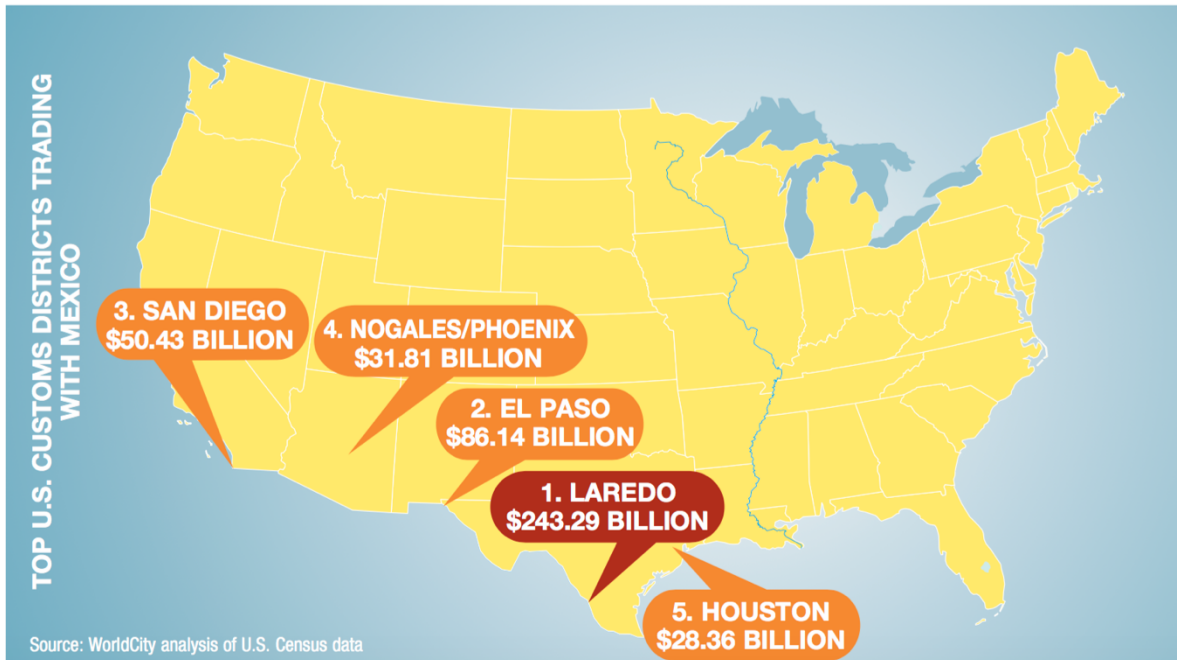 TOP U.S. CUSTOMS DISTRICTS TRADING
WITH MEXICO
3. SAN DIEGO
$50.43 BILLION
4. NOGALES/PHOENIX
$31.81 BILLION
2. EL PASO
$86.14 BILLION
1. LAREDO
$243.29 BILLION
5. HOUSTON
$28.36 BILLION
Source: WorldCity analysis of U.S. Census data